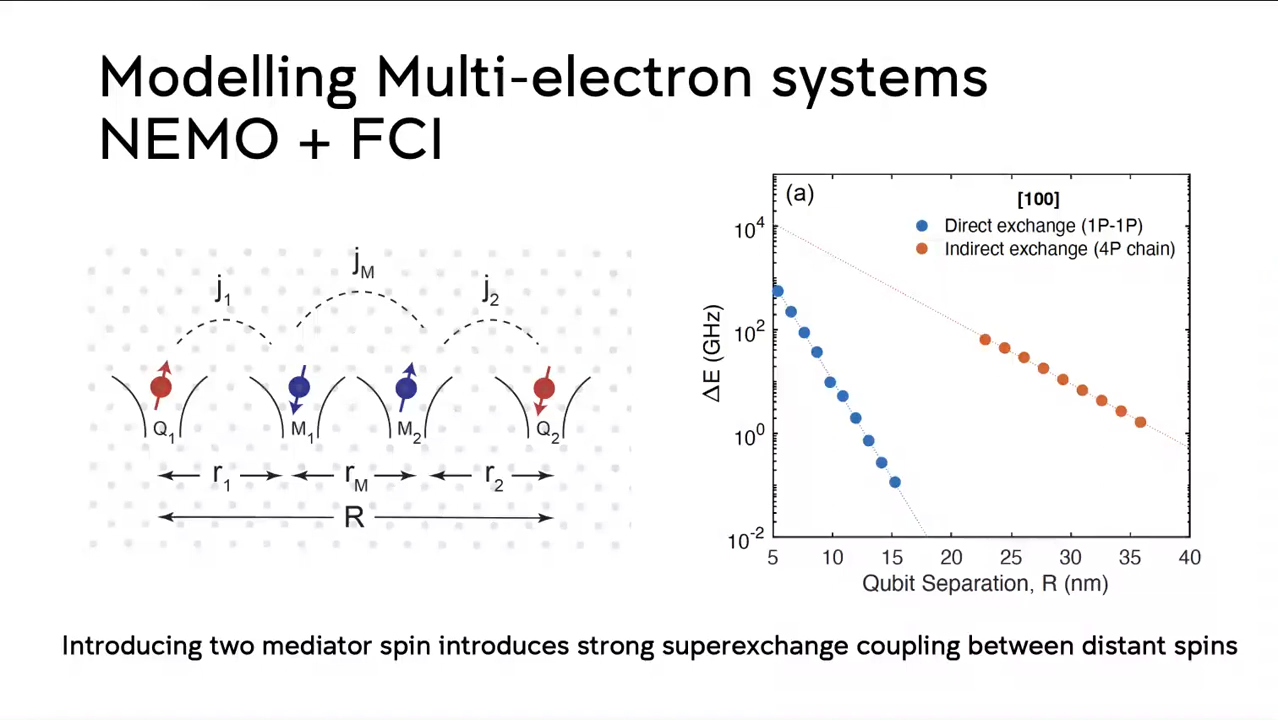 Modelling Multi-electron systems
NEMO + FCI
j1
jM
j2
Q1
M1
M2
Q2
r1
rM
r2
R
(a)
[100]
Direct exchange (1P-1P)
Indirect exchange (4P chain)
10^4
10^2
10^0
10^-2
ΔE (GHz)
5 10 15 20 25 30 35 40
Qubit Separation, R (nm)
Introducing two mediator spin introduces strong superexchange coupling between distant spins